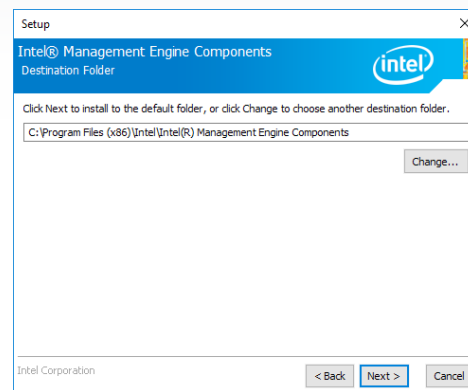 Setup
Intel® Management Engine Components
Destination Folder
intel
Click Next to install to the default folder, or click Change to choose another destination folder.
C:\Program Files (x86)\Intel\Intel(R) Management Engine Components
Change...
Intel Corporation
< Back
Next >
Cancel